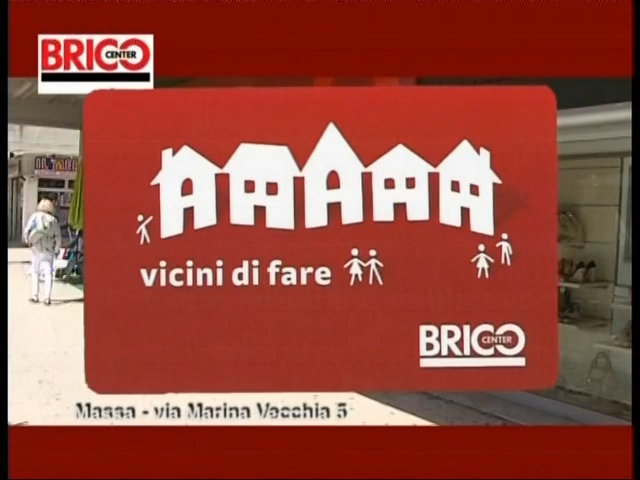 BRICO
CENTER
vicini di fare
BRICO
CENTER
Massa - via Marina Vecchia 5